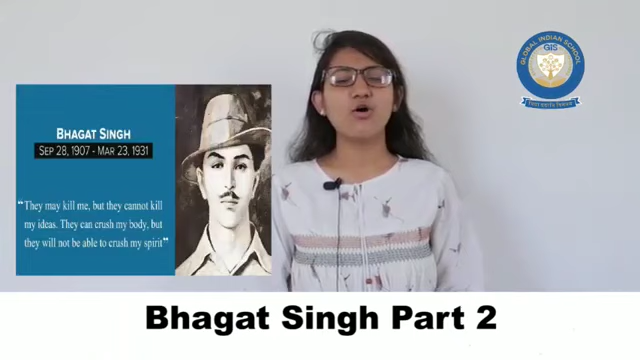 GLOBAL INDIAN SCHOOL
GIS
BHAGAT SINGH
SEP 28, 1907 - MAR 23, 1931
“They may kill me, but they cannot kill
my ideas. They can crush my body, but
they will not be able to crush my spirit”
Bhagat Singh Part 2